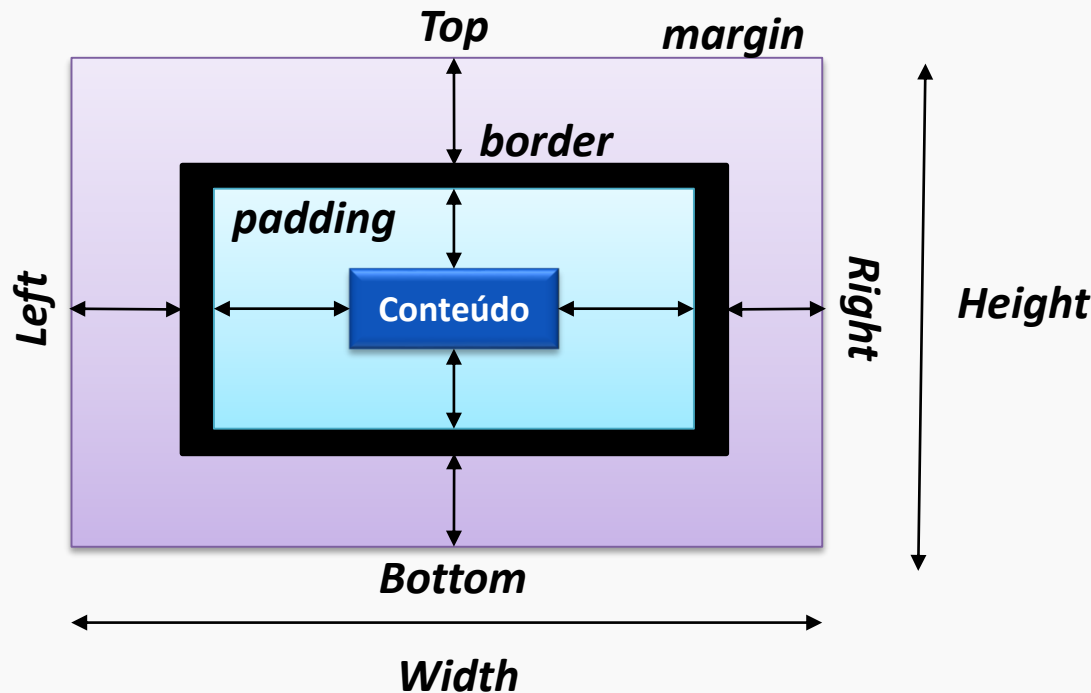 Top
margin
border
padding
Left
Conteúdo
Right
Height
Bottom
Width